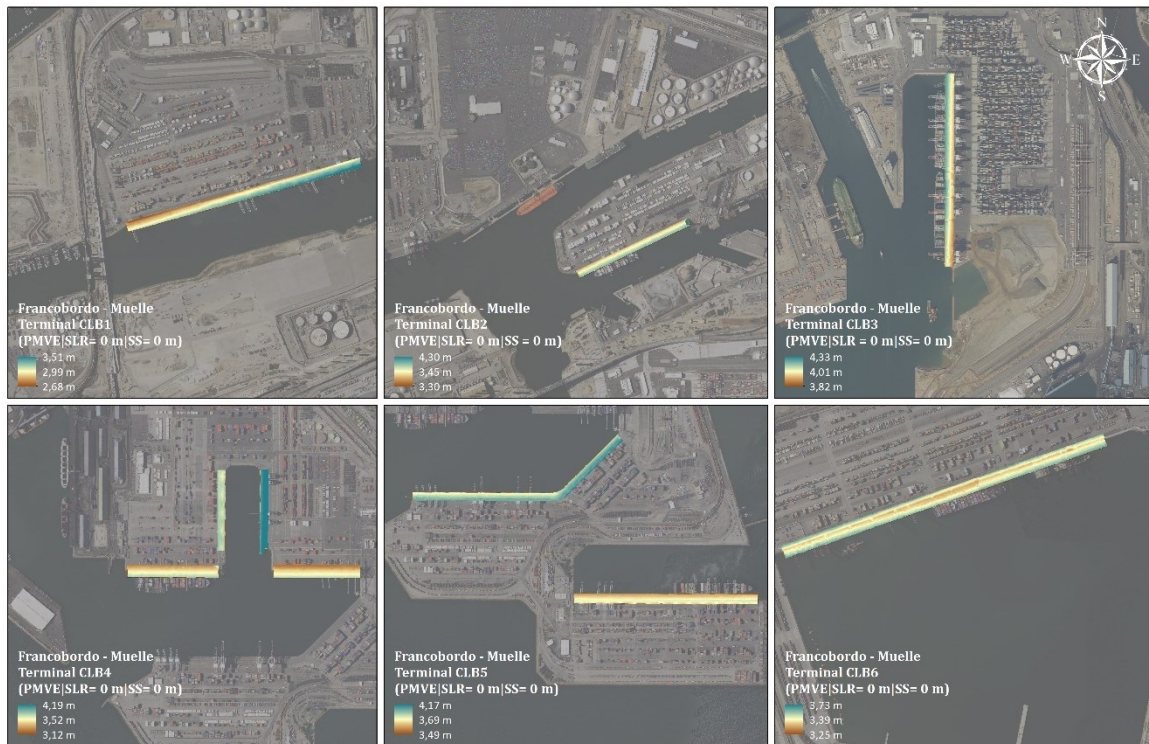 N
W E
S
Francobordo - Muelle
Terminal CLB1
(PMVE|SLR= 0 m|SS= 0 m)
3,51 m
2,99 m
2,68 m
Francobordo - Muelle
Terminal CLB2
(PMVE|SLR= 0 m|SS = 0 m)
4,30 m
3,45 m
3,30 m
Francobordo - Muelle
Terminal CLB3
(PMVE|SLR = 0 m|SS= 0 m)
4,33 m
4,01 m
3,82 m
Francobordo - Muelle
Terminal CLB4
(PMVE|SLR= 0 m|SS= 0 m)
4,19 m
3,52 m
3,12 m
Francobordo - Muelle
Terminal CLB5
(PMVE|SLR= 0 m|SS= 0 m)
4,17 m
3,69 m
3,49 m
Francobordo - Muelle
Terminal CLB6
(PMVE|SLR= 0 m|SS= 0 m)
3,73 m
3,39 m
3,25 m